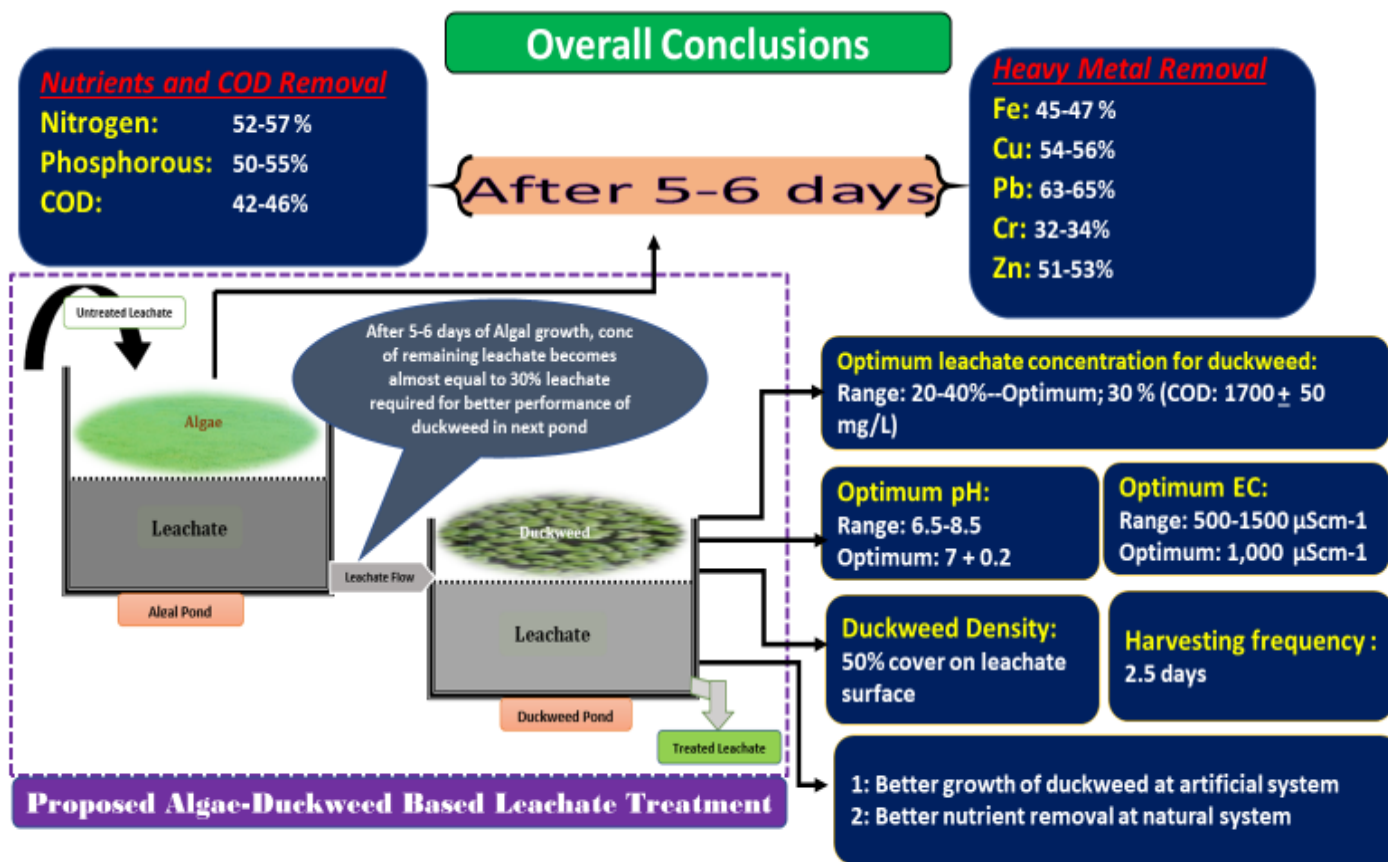 Overall Conclusions
Nutrients and COD Removal
Nitrogen: 52-57 %
Phosphorous: 50-55%
COD: 42-46%
After 5-6 days
Heavy Metal Removal
Fe: 45-47 %
Cu: 54-56%
Pb: 63-65%
Cr: 32-34%
Zn: 51-53%
Untreated Leachate
Algae
Leachate
Algal Pond
After 5-6 days of Algal growth, conc
of remaining leachate becomes
almost equal to 30% leachate
required for better performance of
duckweed in next pond
Leachate Flow
Duckweed
Leachate
Duckweed Pond
Treated Leachate
Optimum leachate concentration for duckweed:
Range: 20-40%--Optimum; 30 % (COD: 1700 ± 50
mg/L)
Optimum pH:
Range: 6.5-8.5
Optimum: 7 + 0.2
Optimum EC:
Range: 500-1500 µScm-1
Optimum: 1,000 µScm-1
Duckweed Density:
50% cover on leachate
surface
Harvesting frequency :
2.5 days
1: Better growth of duckweed at artificial system
2: Better nutrient removal at natural system
Proposed Algae-Duckweed Based Leachate Treatment